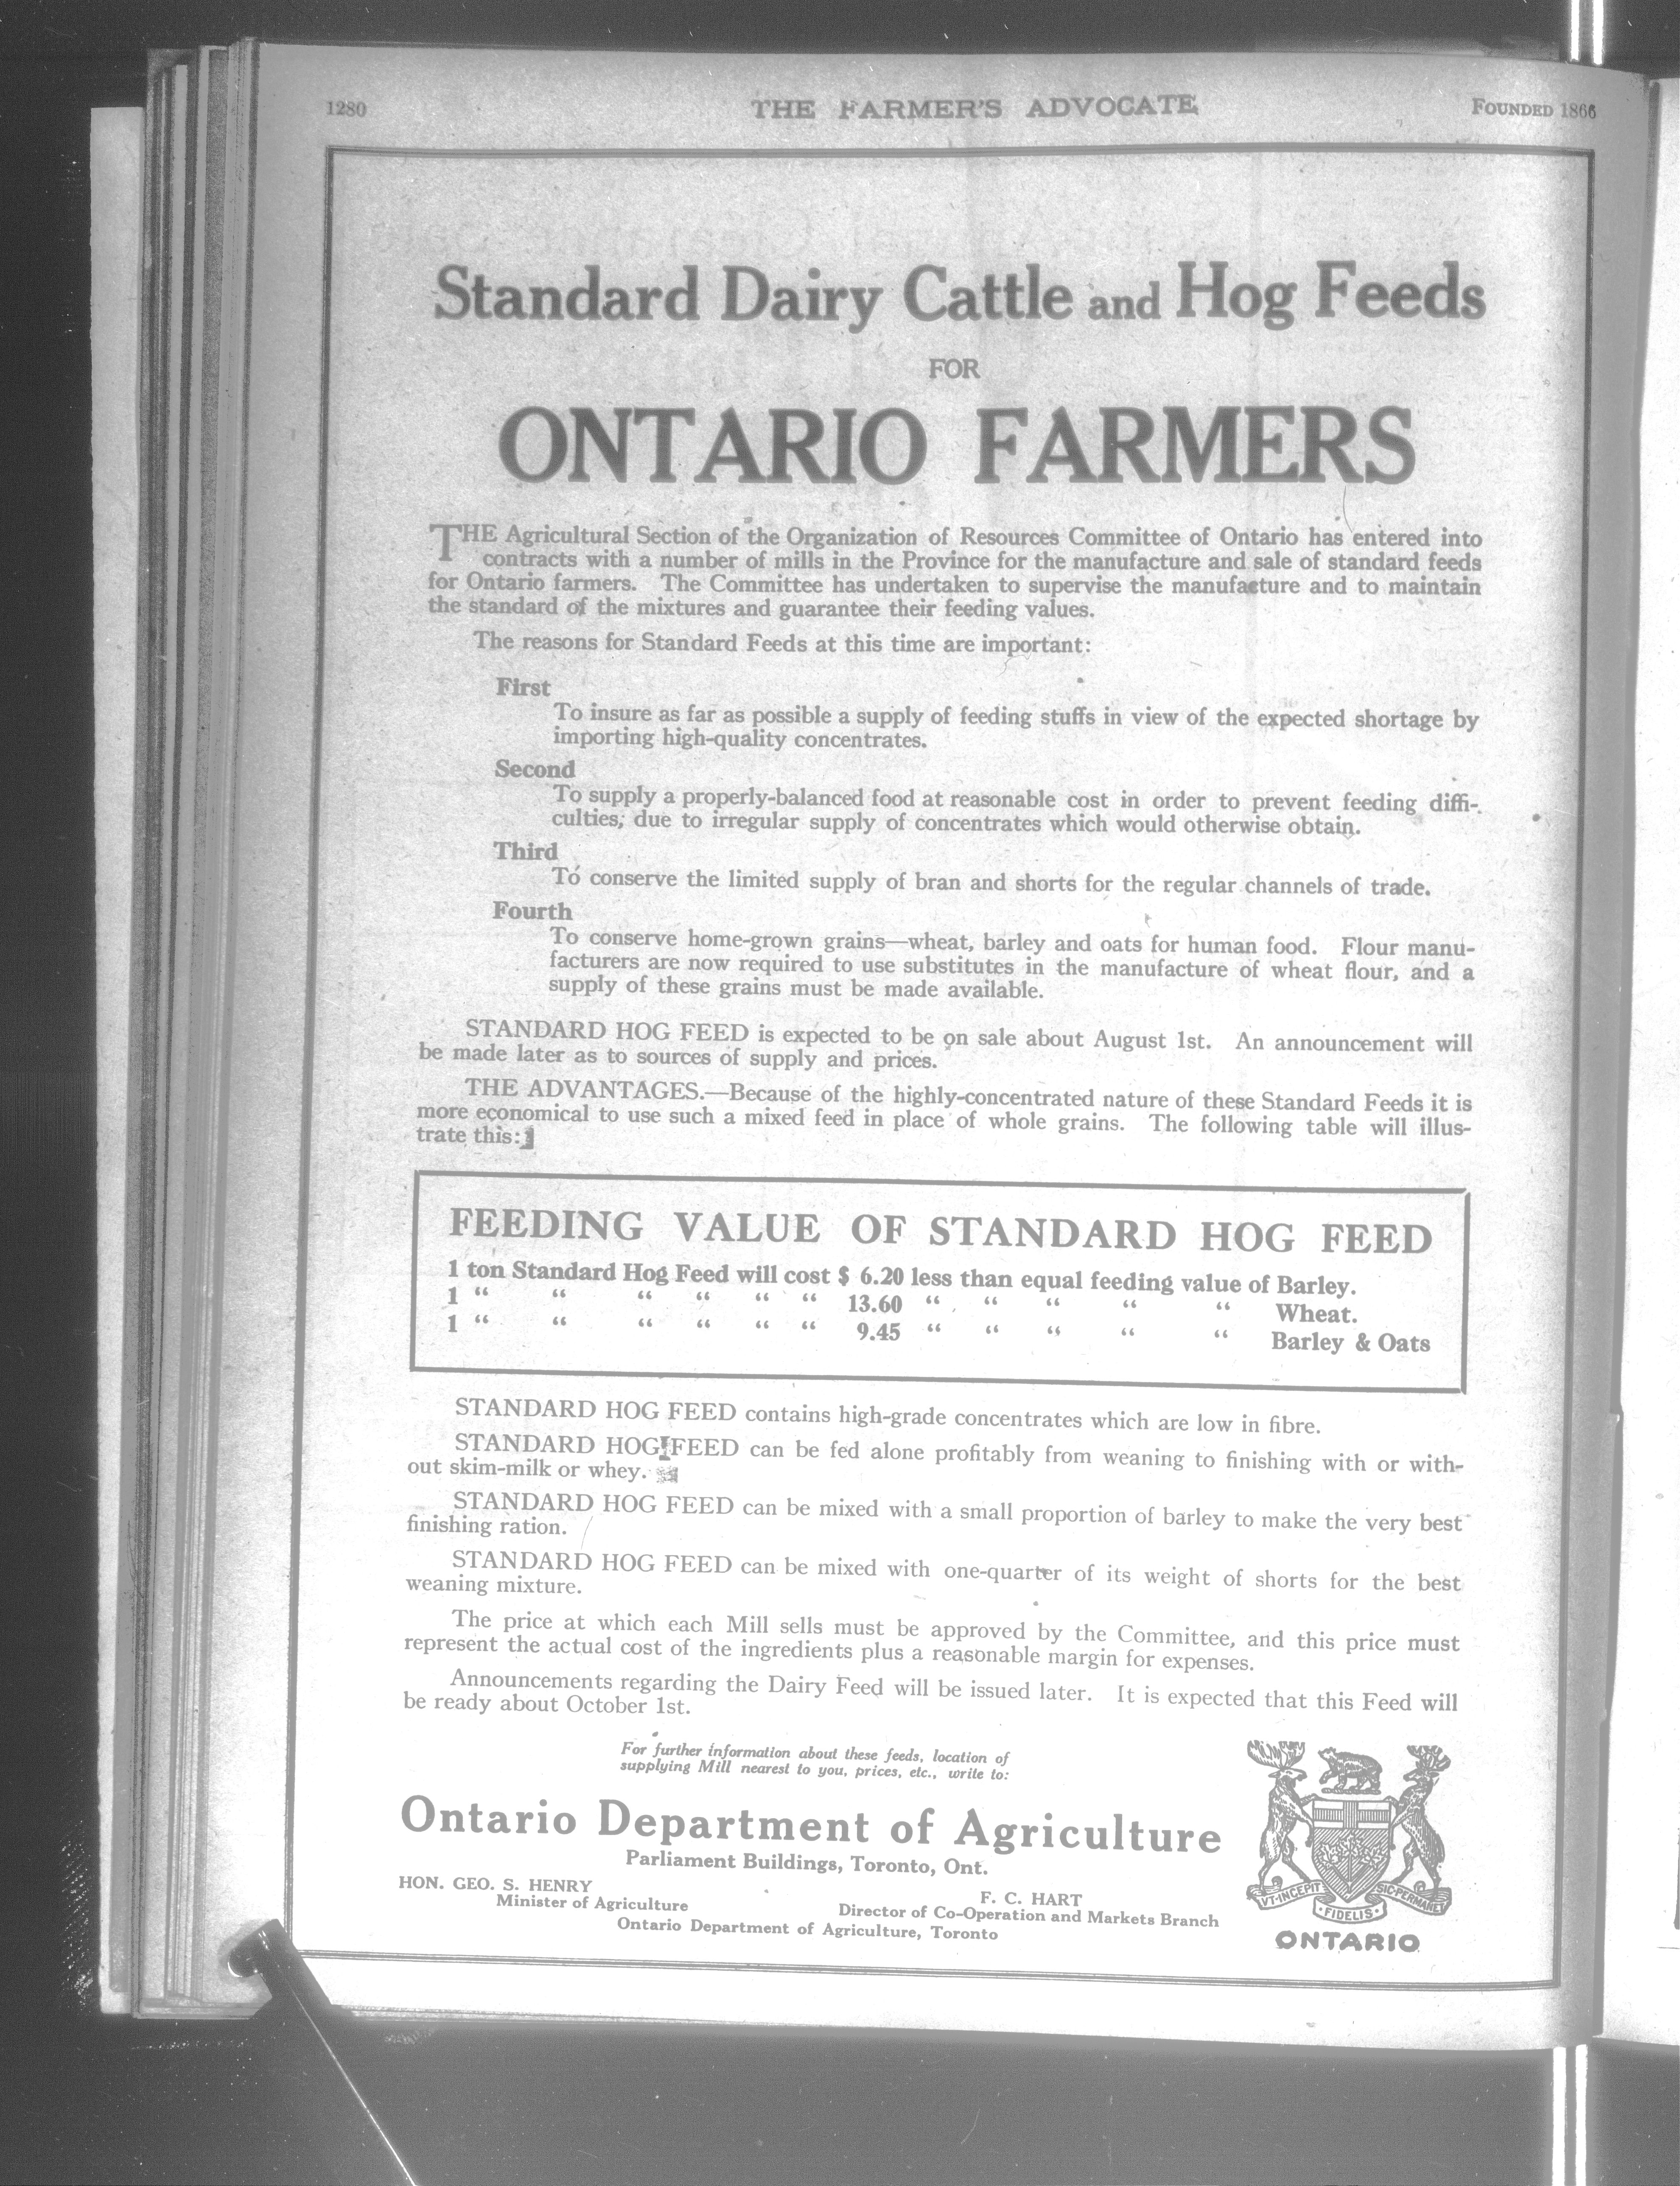 1280
THE FARMER'S ADVOCATE
FOUNDED 1866
Standard Dairy Cattle and Hog Feeds
FOR
ONTARIO FARMERS
THE Agricultural Section of the Organization of Resources Committee of Ontario has entered into
contracts with a number of mills in the Province for the manufacture and sale of standard feeds
for Ontario farmers. The Committee has undertaken to supervise the manufacture and to maintain
the standard of the mixtures and guarantee their feeding values.
The reasons for Standard Feeds at this time are important:
First
To insure as far as possible a supply of feeding stuffs in view of the expected shortage by
importing high-quality concentrates.
Second
To supply a properly-balanced food at reasonable cost in order to prevent feeding diffi-
culties, due to irregular supply of concentrates which would otherwise obtain.
Third
To conserve the limited supply of bran and shorts for the regular channels of trade.
Fourth
To conserve home-grown grains—wheat, barley and oats for human food. Flour manu-
facturers are now required to use substitutes in the manufacture of wheat flour, and a
supply of these grains must be made available.
STANDARD HOG FEED is expected to be on sale about August 1st. An announcement will
be made later as to sources of supply and prices.
THE ADVANTAGES.—Because of the highly-concentrated nature of these Standard Feeds it is
more economical to use such a mixed feed in place of whole grains. The following table will illus-
trate this:
FEEDING VALUE OF STANDARD HOG FEED
1 ton Standard Hog Feed will cost $ 6.20 less than equal feeding value of Barley.
1 " " " " " " 13.60 " " " " " Wheat.
1 " " " " " " 9.45 " " " " " Barley & Oats
STANDARD HOG FEED contains high-grade concentrates which are low in fibre.
STANDARD HOG FEED can be fed alone profitably from weaning to finishing with or with-
out skim-milk or whey.
STANDARD HOG FEED can be mixed with a small proportion of barley to make the very best
finishing ration.
STANDARD HOG FEED can be mixed with one-quarter of its weight of shorts for the best
weaning mixture.
The price at which each Mill sells must be approved by the Committee, and this price must
represent the actual cost of the ingredients plus a reasonable margin for expenses.
Announcements regarding the Dairy Feed will be issued later. It is expected that this Feed will
be ready about October 1st.
For further information about these feeds, location of
supplying Mill nearest to you, prices, etc., write to:
Ontario Department of Agriculture
Parliament Buildings, Toronto, Ont.
HON. GEO. S. HENRY
Minister of Agriculture
F. C. HART
Director of Co-Operation and Markets Branch
Ontario Department of Agriculture, Toronto
VT·INCEPIT
·FIDELIS·
SIC·PERMANET
ONTARIO